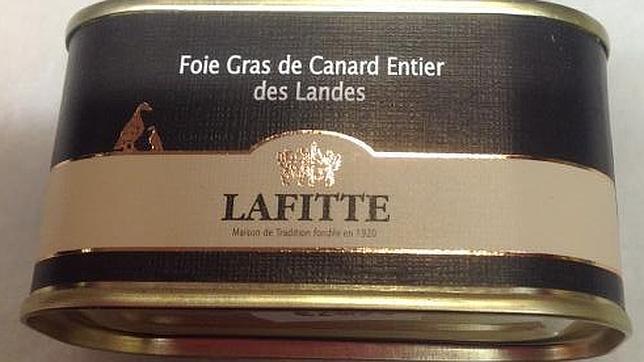 Foie Gras de Canard Entier
des Landes
LAFITTE
Maison de Tradition fondée en 1920